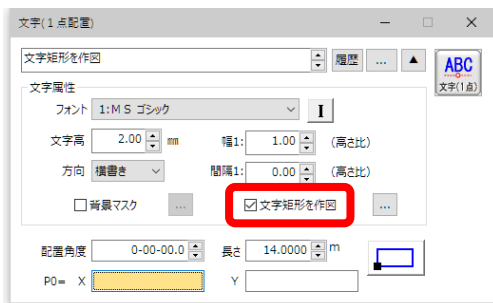 文字(1点配置)
文字矩形を作図 履歴 ... ▲
ABC
文字(1点)
文字属性
フォント 1:MS ゴシック I
文字高 2.00 mm 幅1: 1.00 (高さ比)
方向 横書き 間隔1: 0.00 (高さ比)
背景マスク ... 文字矩形を作図 ...
配置角度 0-00-00.0 長さ 14.0000 m
P0= X Y